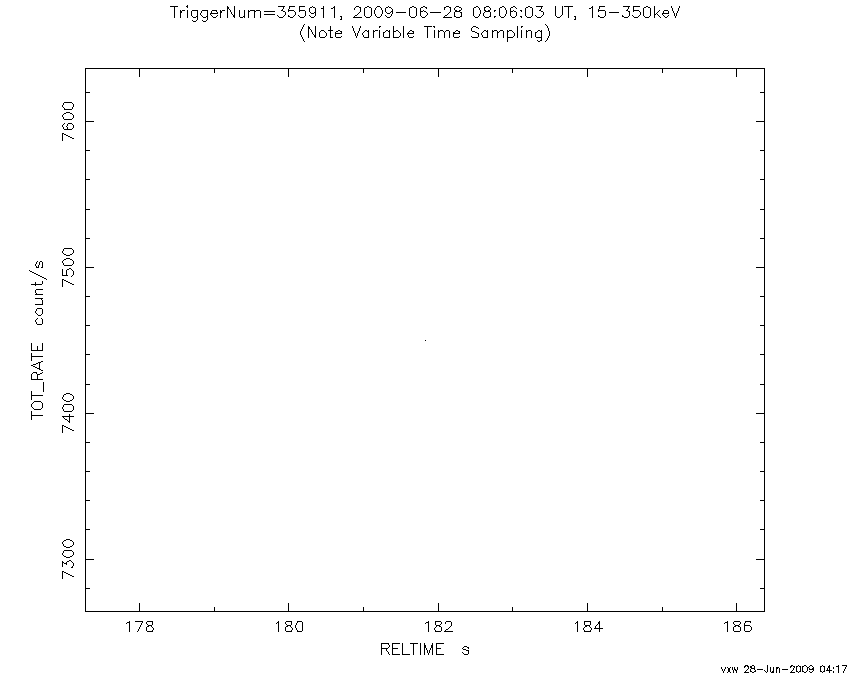 TriggerNum=355911, 2009-06-28 08:06:03 UT, 15-350keV
(Note Variable Time Sampling)
7600
7500
7400
7300
TOT_RATE count/s
178 180 182 184 186
RELTIME s
vxw 28-Jun-2009 04:17